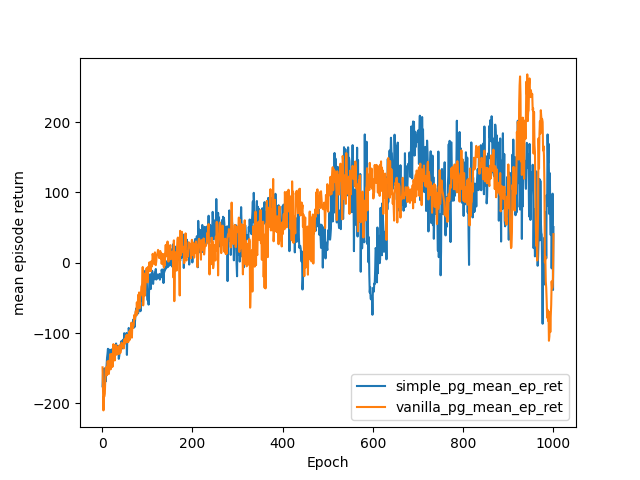 200
100
0
−100
−200
mean episode return
0
200
400
600
800
1000
Epoch
simple_pg_mean_ep_ret
vanilla_pg_mean_ep_ret